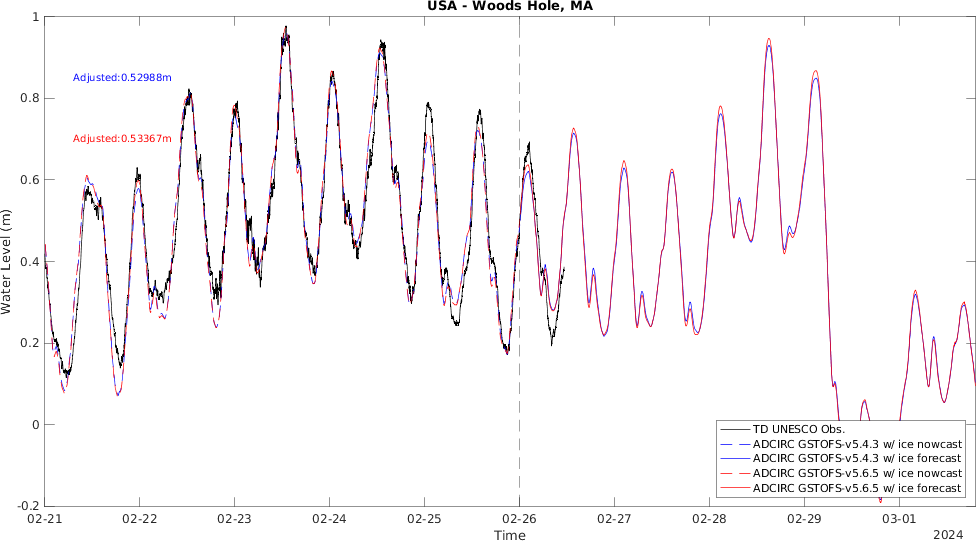 USA - Woods Hole, MA
1
Adjusted:0.52988m
0.8
Adjusted:0.53367m
0.6
Water Level (m)
0.4
0.2
0
TD UNESCO Obs.
ADCIRC GSTOFS-v5.4.3 w/ ice nowcast
ADCIRC GSTOFS-v5.4.3 w/ ice forecast
ADCIRC GSTOFS-v5.6.5 w/ ice nowcast
ADCIRC GSTOFS-v5.6.5 w/ ice forecast
-0.2
02-21 02-22 02-23 02-24 02-25 02-26 02-27 02-28 02-29 03-01
Time
2024